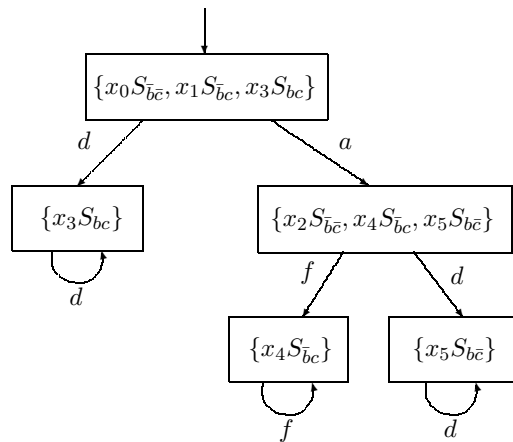 {x₀S_{b̄c̄}, x₁S_{b̄c}, x₃S_{bc}}
d a
{x₃S_{bc}} {x₂S_{b̄c̄}, x₄S_{b̄c}, x₅S_{bc̄}}
d f d
{x₄S_{b̄c}} {x₅S_{bc̄}}
f d